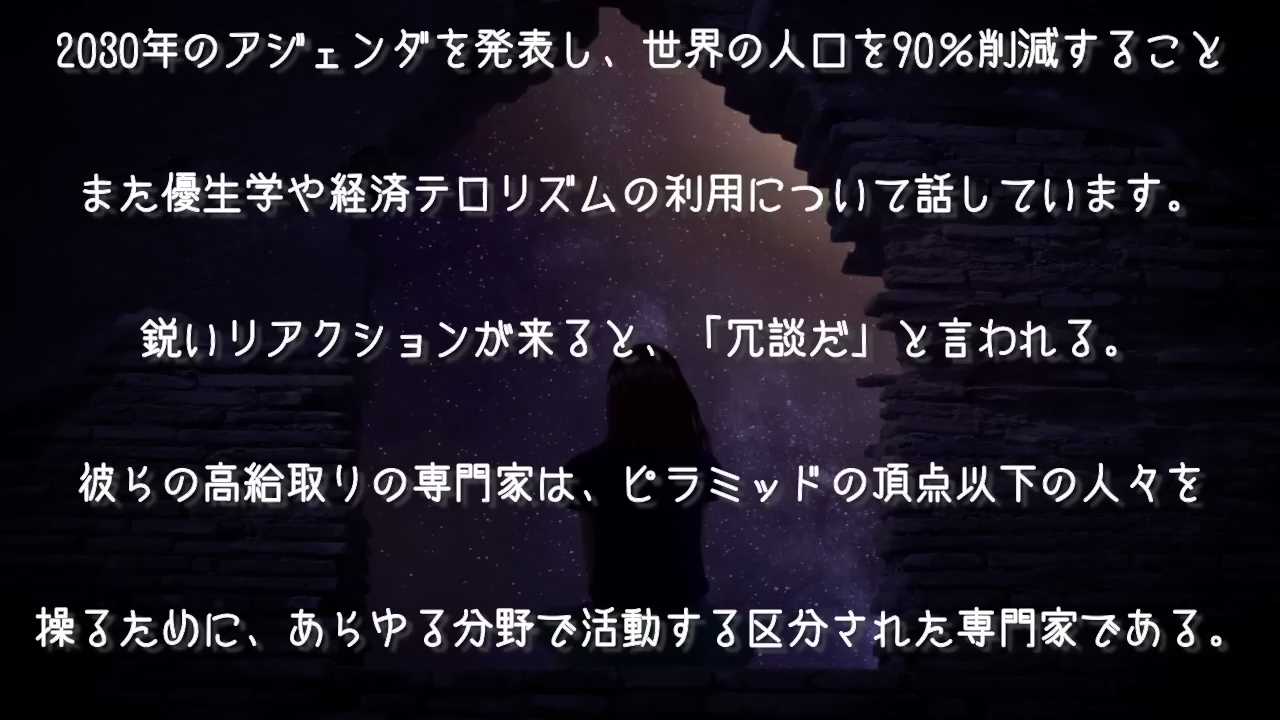 2030年のアジェンダを発表し、世界の人口を90％削減すること
また優生学や経済テロリズムの利用について話しています。
鋭いリアクションが来ると、「冗談だ」と言われる。
彼らの高給取りの専門家は、ピラミッドの頂点以下の人々を
操るために、あらゆる分野で活動する区分された専門家である。